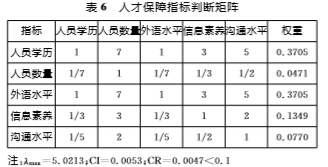 表6 人才保障指标判断矩阵
指标 人员学历 人员数量 外语水平 信息素养 沟通水平 权重
人员学历 1 7 1 3 5 0.3705
人员数量 1/7 1 1/7 1/3 1/2 0.0471
外语水平 1 7 1 3 5 0.3705
信息素养 1/3 3 1/3 1 2 0.1349
沟通水平 1/5 2 1/5 1/2 1 0.0770
注:λmax=5.0213;CI=0.0053;CR=0.0047<0.1